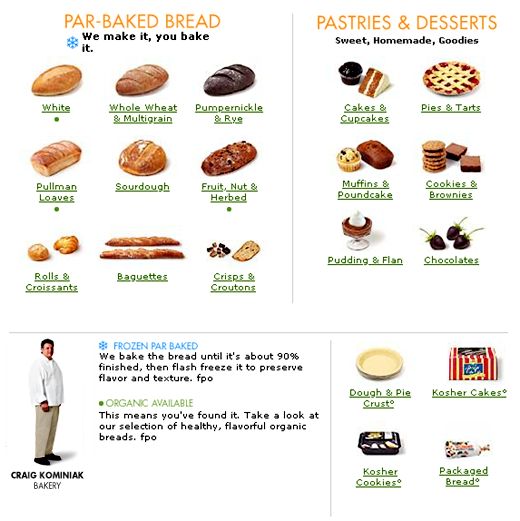 PAR-BAKED BREAD
We make it, you bake
it.
White
Whole Wheat
& Multigrain
Pumpernickle
& Rye
Pullman
Loaves
Sourdough
Fruit, Nut &
Herbed
Rolls &
Croissants
Baguettes
Crisps &
Croutons
PASTRIES & DESSERTS
Sweet, Homemade, Goodies
Cakes &
Cupcakes
Pies & Tarts
Muffins &
Poundcake
Cookies &
Brownies
Pudding & Flan
Chocolates
CRAIG KOMINIAK
BAKERY
FROZEN PAR BAKED
We bake the bread until it's about 90%
finished, then flash freeze it to preserve
flavor and texture. fpo
ORGANIC AVAILABLE
This means you've found it. Take a look at
our selection of healthy, flavorful organic
breads. fpo
Dough & Pie
Crust°
Kosher Cakes°
Kosher
Cookies°
Packaged
Bread°